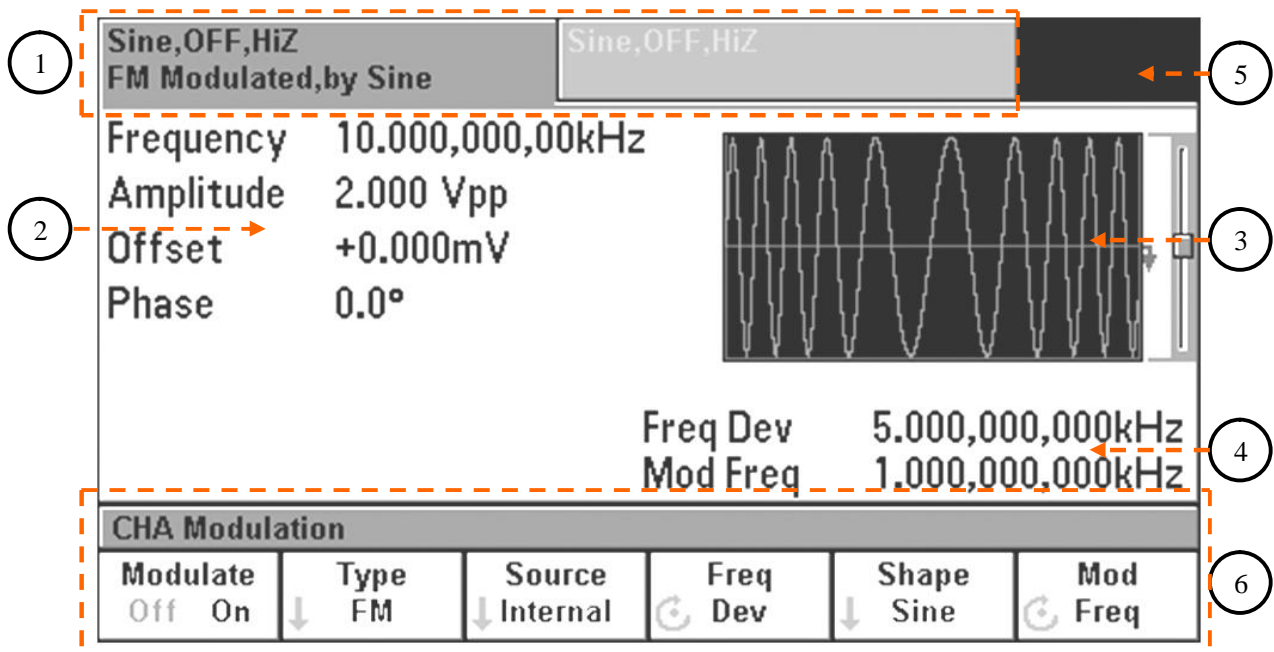 1
Sine,OFF,HiZ
FM Modulated,by Sine
Sine,OFF,HiZ
5
Frequency 10.000,000,00kHz
Amplitude 2.000 Vpp
2
Offset +0.000mV
Phase 0.0°
3
Freq Dev 5.000,000,000kHz
Mod Freq 1.000,000,000kHz
4
CHA Modulation
Modulate Off On
Type FM
Source Internal
Freq Dev
Shape Sine
Mod Freq
6